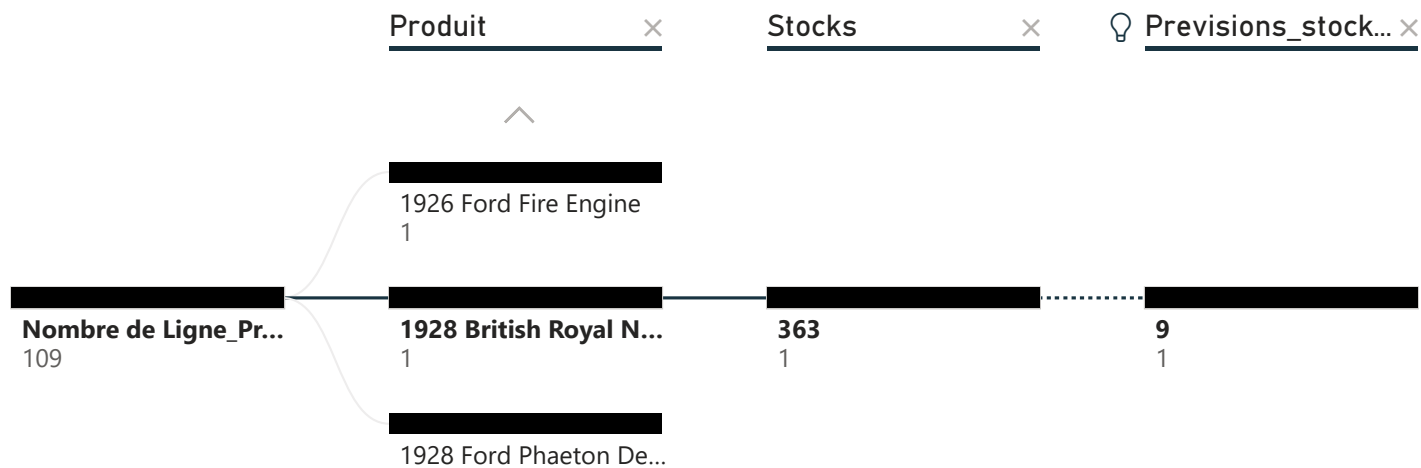 Produit
Stocks
Previsions_stock...
1926 Ford Fire Engine
1
Nombre de Ligne_Pr...
109
1928 British Royal N...
1
363
1
9
1
1928 Ford Phaeton De...